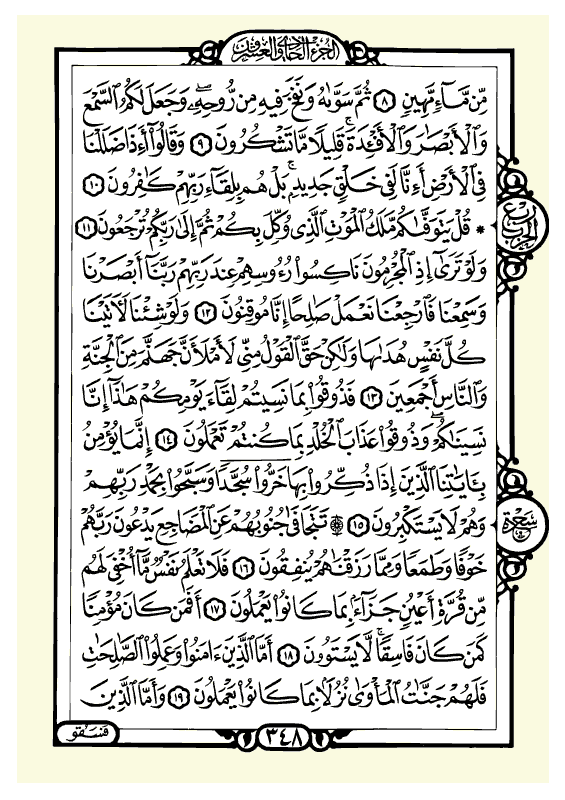 الجزء الحادي والعشرون
مِّن مَّآءٍ مَّهِينٍ ٨ ثُمَّ سَوَّىٰهُ وَنَفَخَ فِيهِ مِن رُّوحِهِۦۖ وَجَعَلَ لَكُمُ ٱلسَّمْعَ
وَٱلْأَبْصَٰرَ وَٱلْأَفْـِٔدَةَۚ قَلِيلًا مَّا تَشْكُرُونَ ٩ وَقَالُوٓا۟ أَءِذَا ضَلَلْنَا
فِى ٱلْأَرْضِ أَءِنَّا لَفِى خَلْقٍ جَدِيدٍۭۚ بَلْ هُم بِلِقَآءِ رَبِّهِمْ كَٰفِرُونَ ١٠
* قُلْ يَتَوَفَّىٰكُم مَّلَكُ ٱلْمَوْتِ ٱلَّذِى وُكِّلَ بِكُمْ ثُمَّ إِلَىٰ رَبِّكُمْ تُرْجَعُونَ ١١
ربع الحزب
وَلَوْ تَرَىٰٓ إِذِ ٱلْمُجْرِمُونَ نَاكِسُوا۟ رُءُوسِهِمْ عِندَ رَبِّهِمْ رَبَّنَآ أَبْصَرْنَا
وَسَمِعْنَا فَٱرْجِعْنَا نَعْمَلْ صَٰلِحًا إِنَّا مُوقِنُونَ ١٢ وَلَوْ شِئْنَا لَءَاتَيْنَا
كُلَّ نَفْسٍ هُدَىٰهَا وَلَٰكِنْ حَقَّ ٱلْقَوْلُ مِنِّى لَأَمْلَأَنَّ جَهَنَّمَ مِنَ ٱلْجِنَّةِ
وَٱلنَّاسِ أَجْمَعِينَ ١٣ فَذُوقُوا۟ بِمَا نَسِيتُمْ لِقَآءَ يَوْمِكُمْ هَٰذَآ إِنَّا
نَسِينَٰكُمْۖ وَذُوقُوا۟ عَذَابَ ٱلْخُلْدِ بِمَا كُنتُمْ تَعْمَلُونَ ١٤ إِنَّمَا يُؤْمِنُ
بِـَٔايَٰتِنَا ٱلَّذِينَ إِذَا ذُكِّرُوا۟ بِهَا خَرُّوا۟ سُجَّدًا وَسَبَّحُوا۟ بِحَمْدِ رَبِّهِمْ
وَهُمْ لَا يَسْتَكْبِرُونَ ١٥ ۩ تَتَجَافَىٰ جُنُوبُهُمْ عَنِ ٱلْمَضَاجِعِ يَدْعُونَ رَبَّهُمْ
سجدة
خَوْفًا وَطَمَعًا وَمِمَّا رَزَقْنَٰهُمْ يُنفِقُونَ ١٦ فَلَا تَعْلَمُ نَفْسٌ مَّآ أُخْفِىَ لَهُم
مِّن قُرَّةِ أَعْيُنٍ جَزَآءًۢ بِمَا كَانُوا۟ يَعْمَلُونَ ١٧ أَفَمَن كَانَ مُؤْمِنًا
كَمَن كَانَ فَاسِقًاۚ لَّا يَسْتَوُۥنَ ١٨ أَمَّا ٱلَّذِينَ ءَامَنُوا۟ وَعَمِلُوا۟ ٱلصَّٰلِحَٰتِ
فَلَهُمْ جَنَّٰتُ ٱلْمَأْوَىٰ نُزُلًۢا بِمَا كَانُوا۟ يَعْمَلُونَ ١٩ وَأَمَّا ٱلَّذِينَ
فسقو
٣٤٨